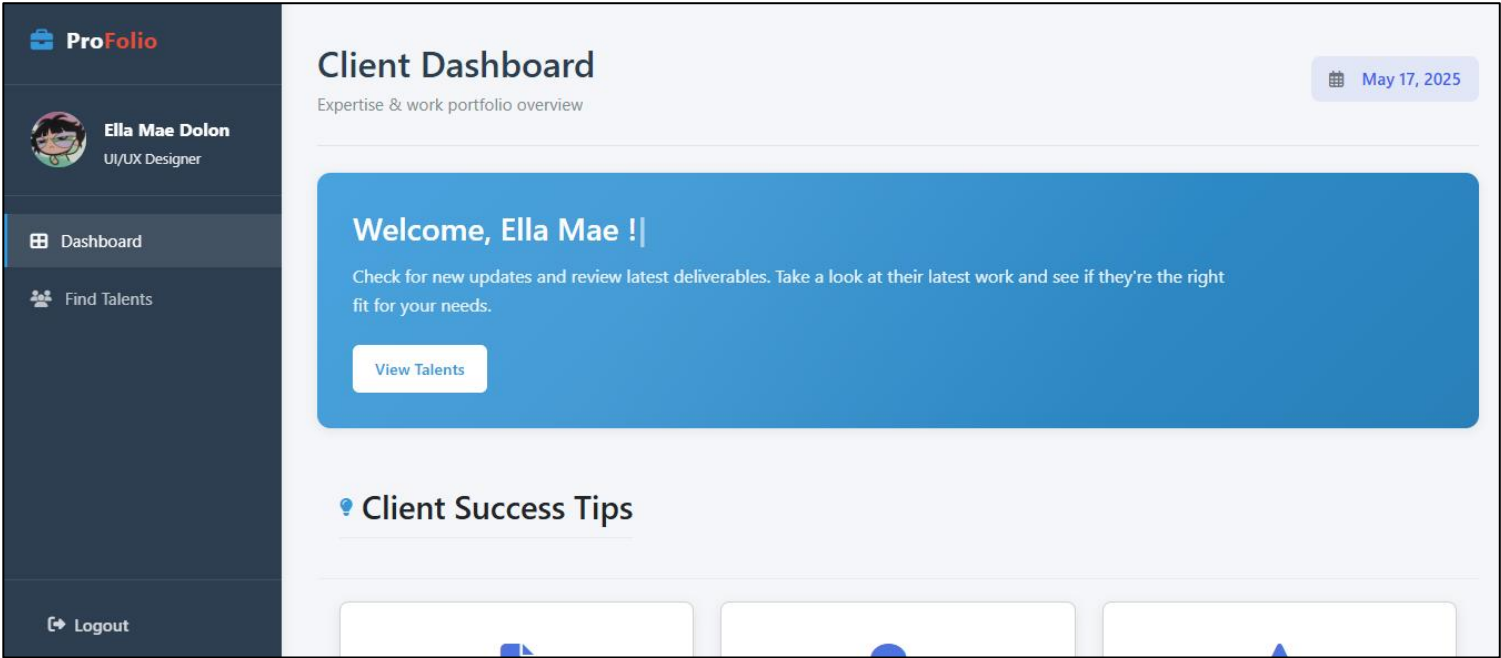 ProFolio
Ella Mae Dolon
UI/UX Designer
Dashboard
Find Talents
Logout
Client Dashboard
Expertise & work portfolio overview
May 17, 2025
Welcome, Ella Mae !|
Check for new updates and review latest deliverables. Take a look at their latest work and see if they're the right
fit for your needs.
View Talents
Client Success Tips